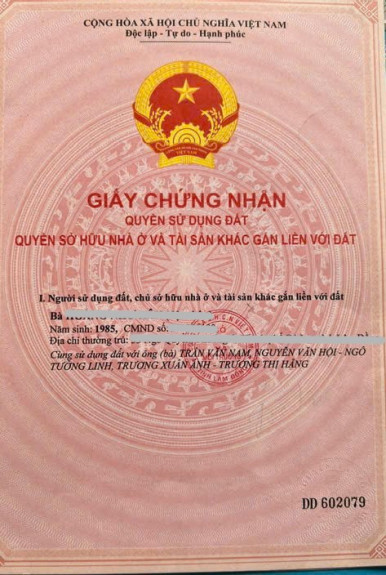 CỘNG HÒA XÃ HỘI CHỦ NGHĨA VIỆT NAM
Độc lập - Tự do - Hạnh phúc
VIỆT NAM
GIẤY CHỨNG NHẬN
QUYỀN SỬ DỤNG ĐẤT
QUYỀN SỞ HỮU NHÀ Ở VÀ TÀI SẢN KHÁC GẮN LIỀN VỚI ĐẤT
I. Người sử dụng đất, chủ sở hữu nhà ở và tài sản khác gắn liền với đất
Bà
Năm sinh: 1985, CMND số.
Địa chỉ thường trú:
Cùng sử dụng đất với ông (bà) TRẦN VĂN NAM, NGUYỄN VĂN HỒI - NGÔ
TƯỜNG LINH, TRƯƠNG XUÂN ÁNH - TRƯƠNG THỊ HẰNG
DD 602079